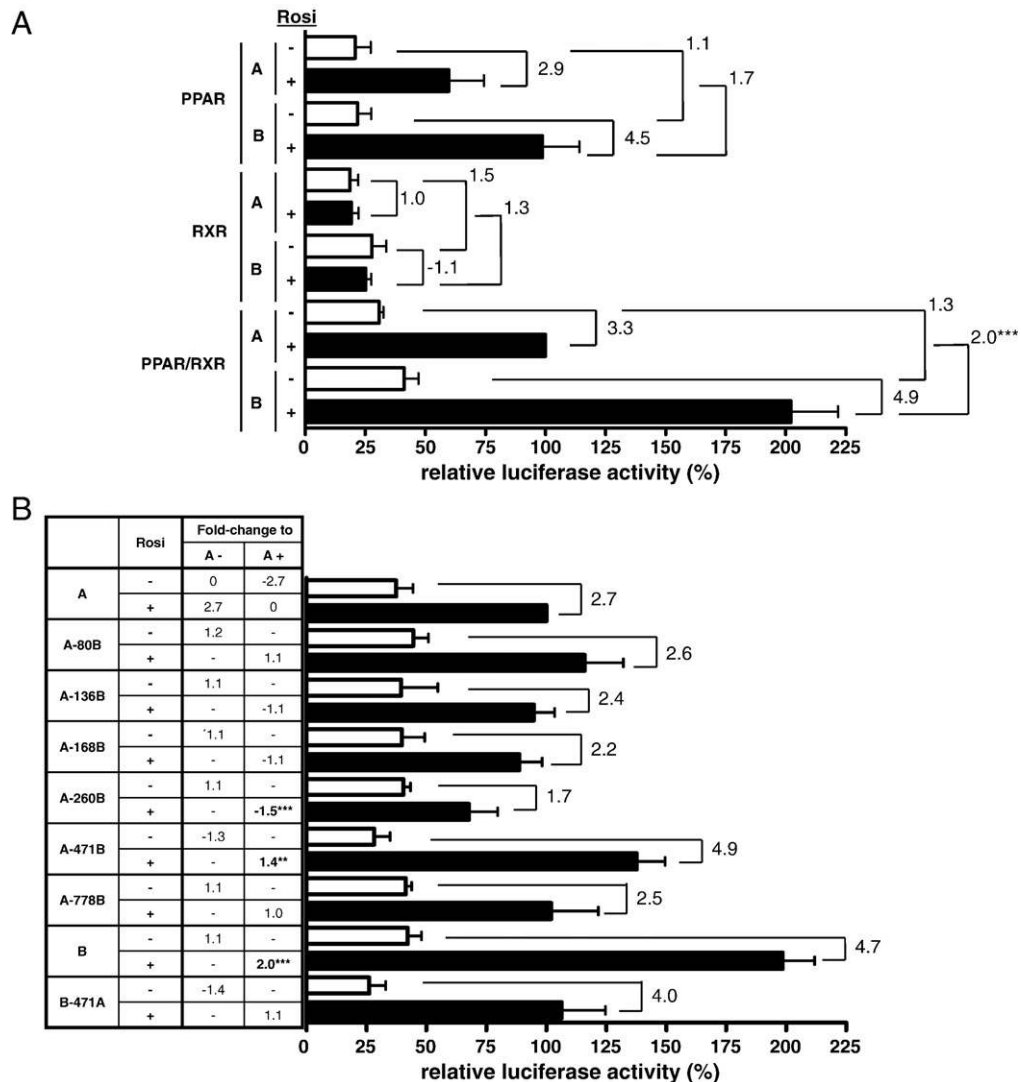 A
Rosi
PPAR A - 2.9 1.1
+ 1.7
B - 4.5
+
RXR A - 1.0 1.5
+ 1.3
B - -1.1
+
PPAR/RXR A - 3.3 1.3
+ 2.0***
B - 4.9
+
0 25 50 75 100 125 150 175 200 225
relative luciferase activity (%)
B
Rosi Fold-change to
A - A +
A - 0 -2.7 2.7
+ 2.7 0
A-80B - 1.2 - 2.6
+ - 1.1
A-136B - 1.1 - 2.4
+ - -1.1
A-168B - ´1.1 - 2.2
+ - -1.1
A-260B - 1.1 - 1.7
+ - -1.5***
A-471B - -1.3 - 4.9
+ - 1.4**
A-778B - 1.1 - 2.5
+ - 1.0
B - 1.1 - 4.7
+ - 2.0***
B-471A - -1.4 - 4.0
+ - 1.1
0 25 50 75 100 125 150 175 200 225
relative luciferase activity (%)